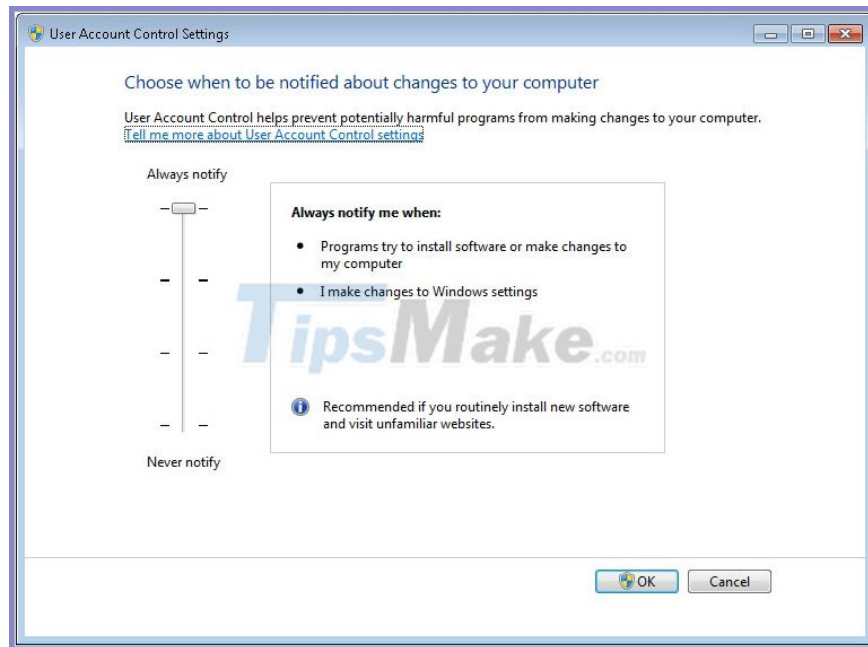 User Account Control Settings
Choose when to be notified about changes to your computer
User Account Control helps prevent potentially harmful programs from making changes to your computer.
Tell me more about User Account Control settings
Always notify
Always notify me when:
• Programs try to install software or make changes to
my computer
• I make changes to Windows settings
TipsMake.com
Recommended if you routinely install new software
and visit unfamiliar websites.
Never notify
OK
Cancel